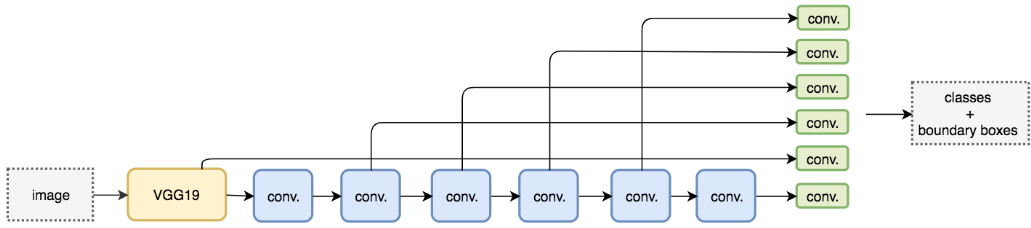 conv.
conv.
conv.
conv.
classes
+
boundary boxes
conv.
image
VGG19
conv.
conv.
conv.
conv.
conv.
conv.
conv.